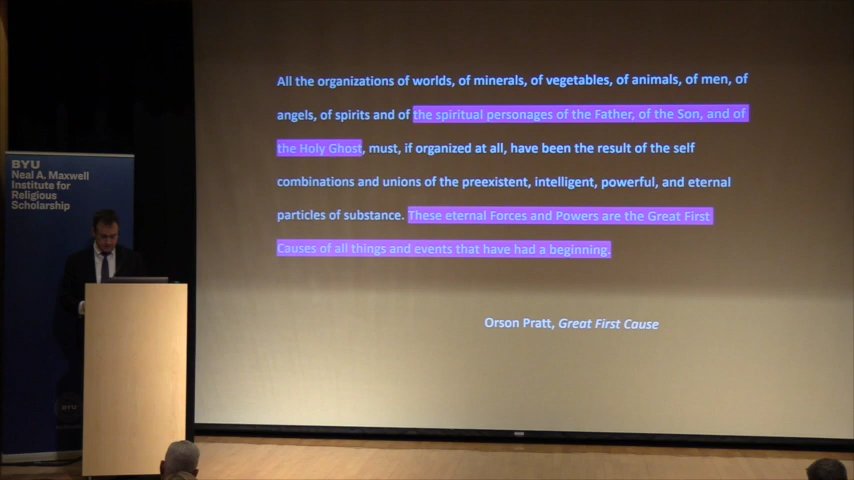 All the organizations of worlds, of minerals, of vegetables, of animals, of men, of
angels, of spirits and of the spiritual personages of the Father, of the Son, and of
the Holy Ghost, must, if organized at all, have been the result of the self
combinations and unions of the preexistent, intelligent, powerful, and eternal
particles of substance. These eternal Forces and Powers are the Great First
Causes of all things and events that have had a beginning.
Orson Pratt, Great First Cause
BYU
Neal A. Maxwell
Institute for
Religious
Scholarship
BYU